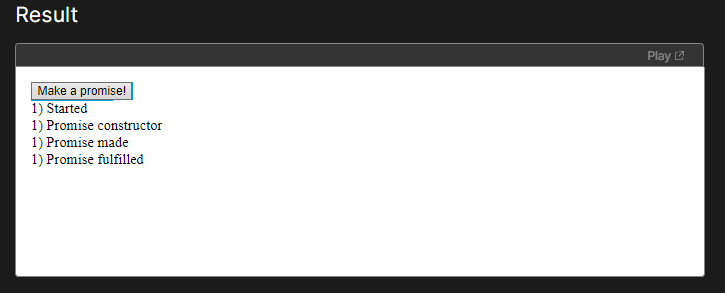 Result
Play
Make a promise!
1) Started
1) Promise constructor
1) Promise made
1) Promise fulfilled